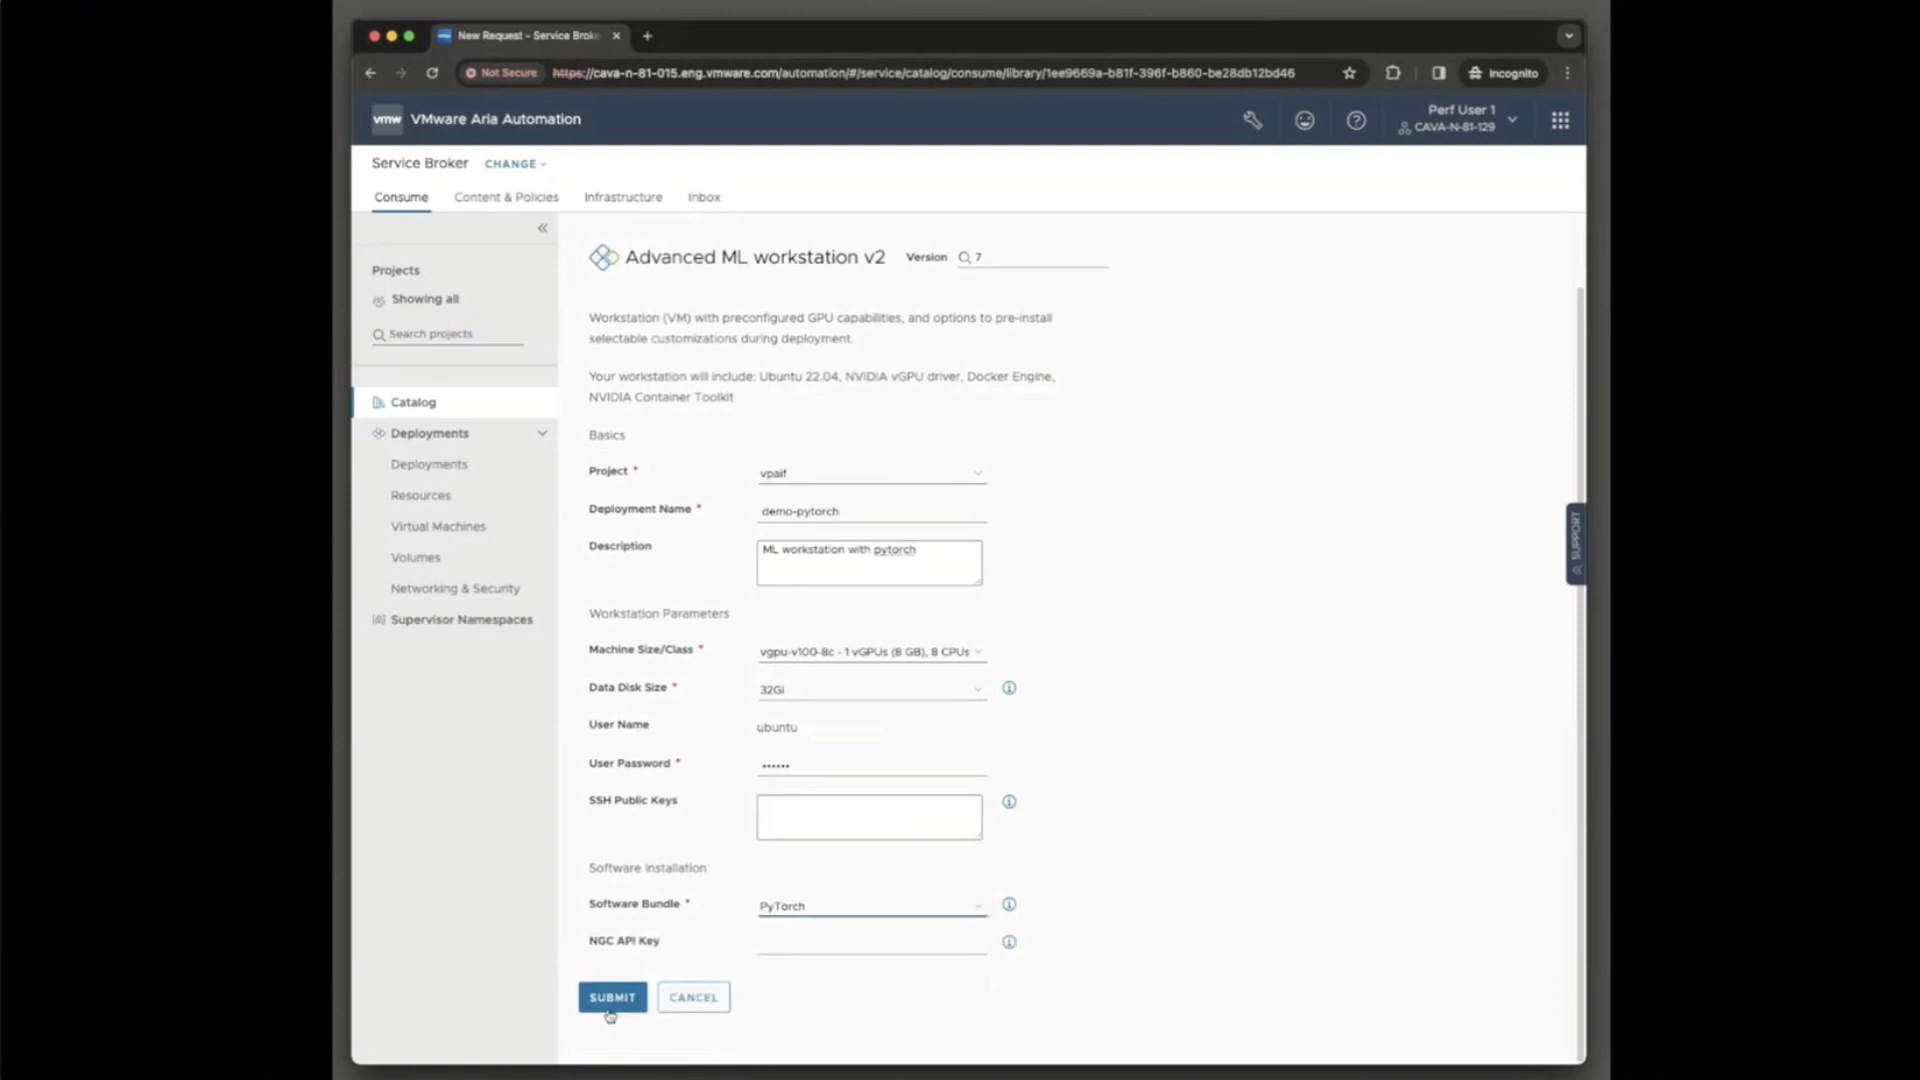 New Request - Service Brok
Not Secure
https://cava-n-81-015.eng.vmware.com/automation/#/service/catalog/consume/library/1ee9669a-b81f-396f-b860-be28db12bd46
Incognito
vmw VMware Aria Automation
Perf User 1
CAVA-N-81-129
Service Broker CHANGE
Consume Content & Policies Infrastructure Inbox
Projects
Showing all
Search projects
Catalog
Deployments
Deployments
Resources
Virtual Machines
Volumes
Networking & Security
Supervisor Namespaces
Advanced ML workstation v2 Version 7
Workstation (VM) with preconfigured GPU capabilities, and options to pre-install
selectable customizations during deployment.
Your workstation will include: Ubuntu 22.04, NVIDIA vGPU driver, Docker Engine,
NVIDIA Container Toolkit
Basics
Project * vpaif
Deployment Name * demo-pytorch
Description ML workstation with pytorch
Workstation Parameters
Machine Size/Class * vgpu-v100-8c - 1 vGPUs (8 GB), 8 CPUs
Data Disk Size * 32Gi
User Name ubuntu
User Password * ••••••
SSH Public Keys
Software Installation
Software Bundle * PyTorch
NGC API Key
SUBMIT CANCEL
SUPPORT